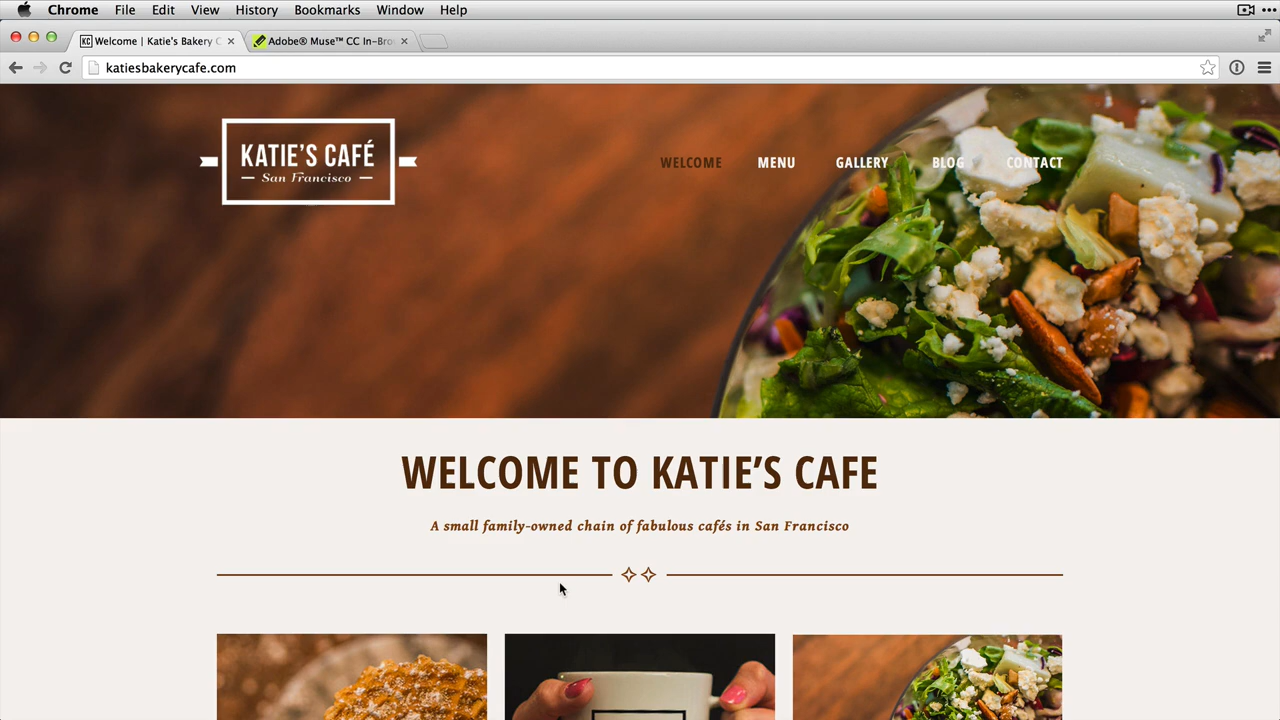 Chrome File Edit View History Bookmarks Window Help
KC Welcome | Katie's Bakery C
Adobe® Muse™ CC In-Bro
katiesbakerycafe.com
KATIE'S CAFÉ
San Francisco
WELCOME MENU GALLERY BLOG CONTACT
WELCOME TO KATIE'S CAFE
A small family-owned chain of fabulous cafés in San Francisco